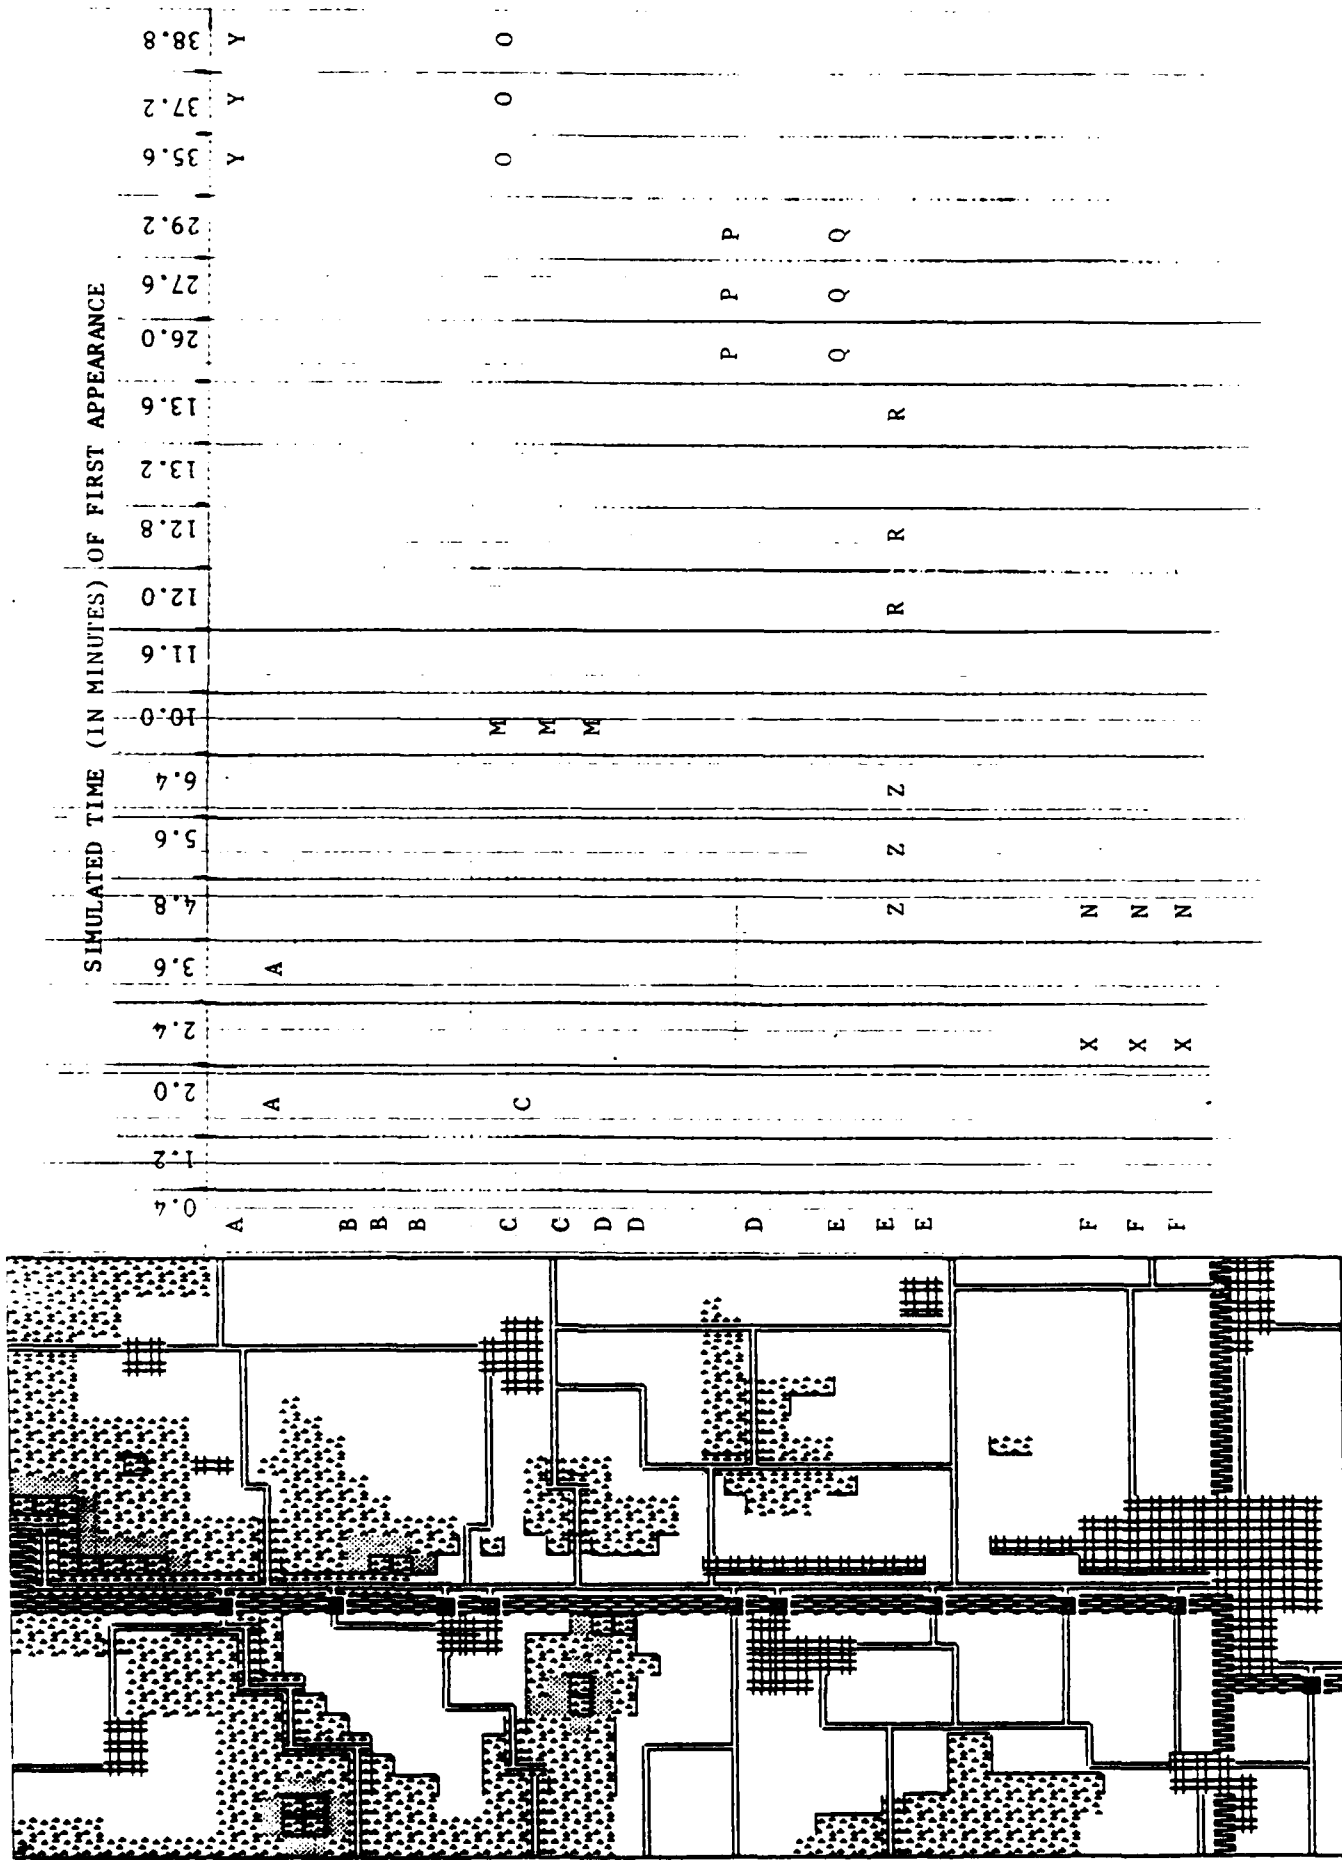 SIMULATED TIME (IN MINUTES) OF FIRST APPEARANCE
38.8 Y O
37.2 Y O
35.6 Y O
29.2 P Q
27.6 P Q
26.0 P Q
13.6 R
13.2
12.8 R
12.0 R
11.6
10.0 M M M
6.4 Z
5.6 Z
4.8 Z N N N
3.6 A
2.4 X X X
2.0 A C
1.2
0.4 A B B B C C D D D E E E F F F